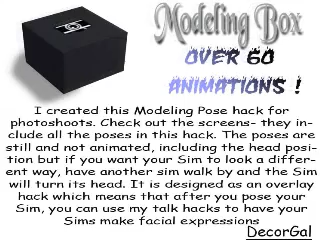 Modeling Box
OVER 60
ANIMATIONS !
I created this Modeling Pose hack for
photoshoots. Check out the screens- they in-
clude all the poses in this hack. The poses are
still and not animated, including the head posi-
tion but if you want your Sim to look a differ-
ent way, have another sim walk by and the Sim
will turn its head. It is designed as an overlay
hack which means that after you pose your
Sim, you can use my talk hacks to have your
Sims make facial expressions
DecorGal